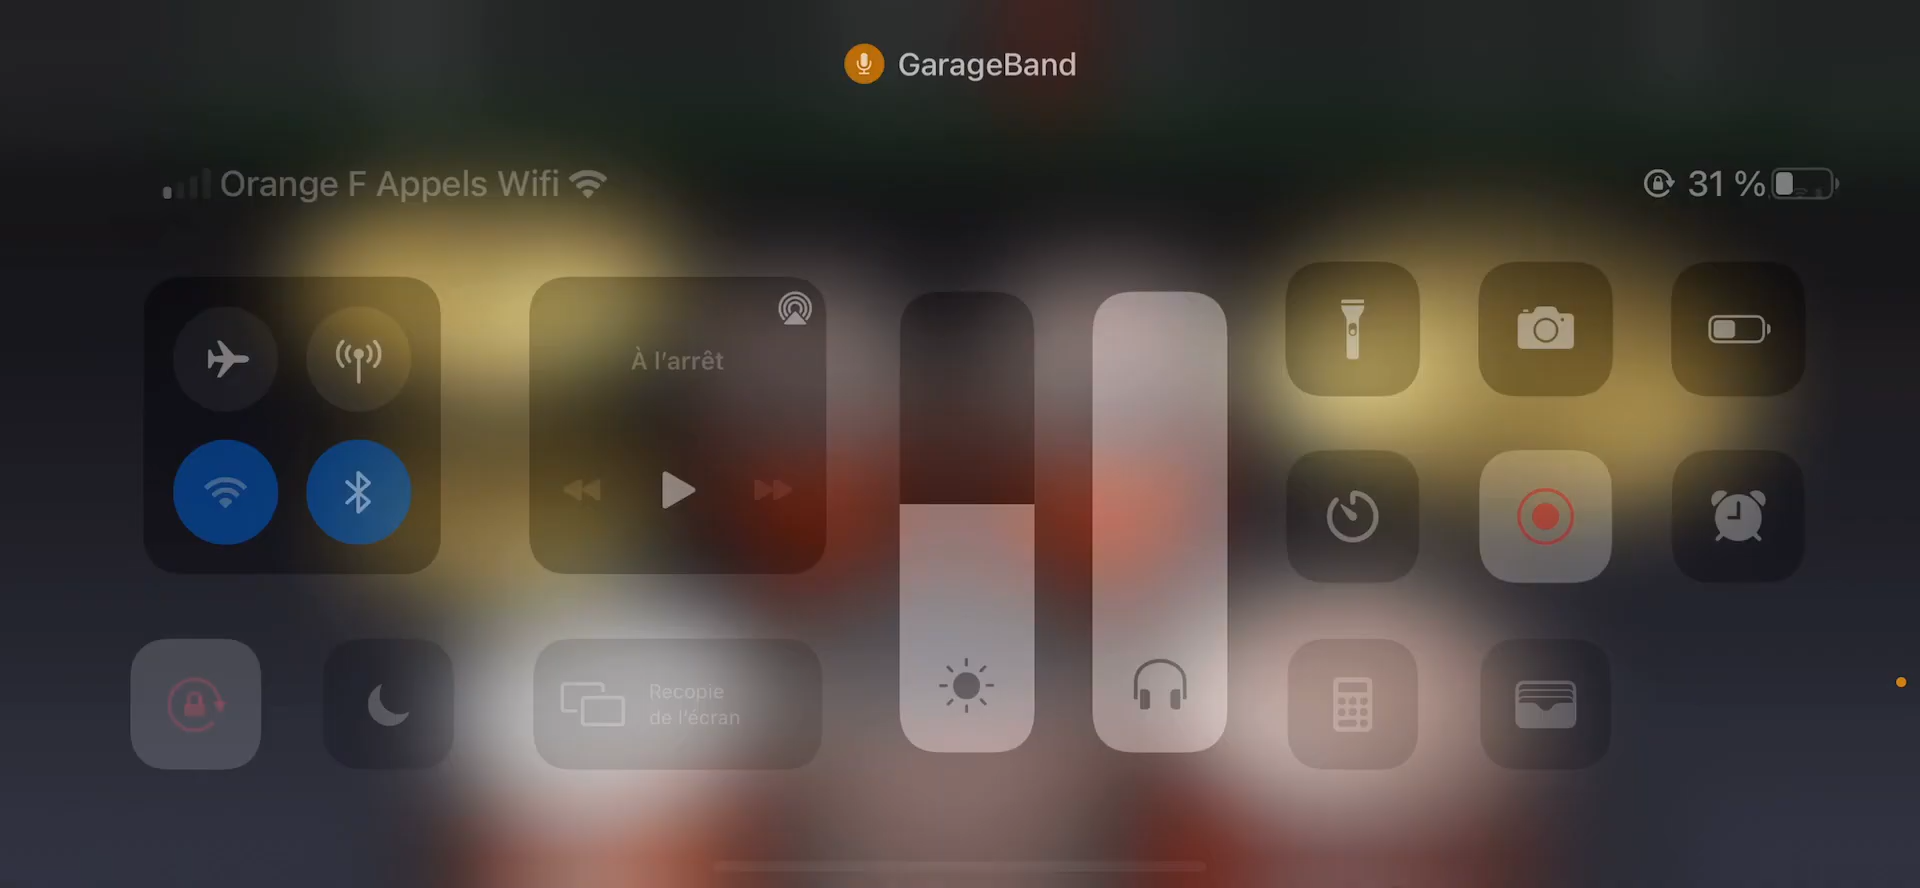 GarageBand
Orange F Appels Wifi
31 %
À l'arrêt
Recopie
de l'écran